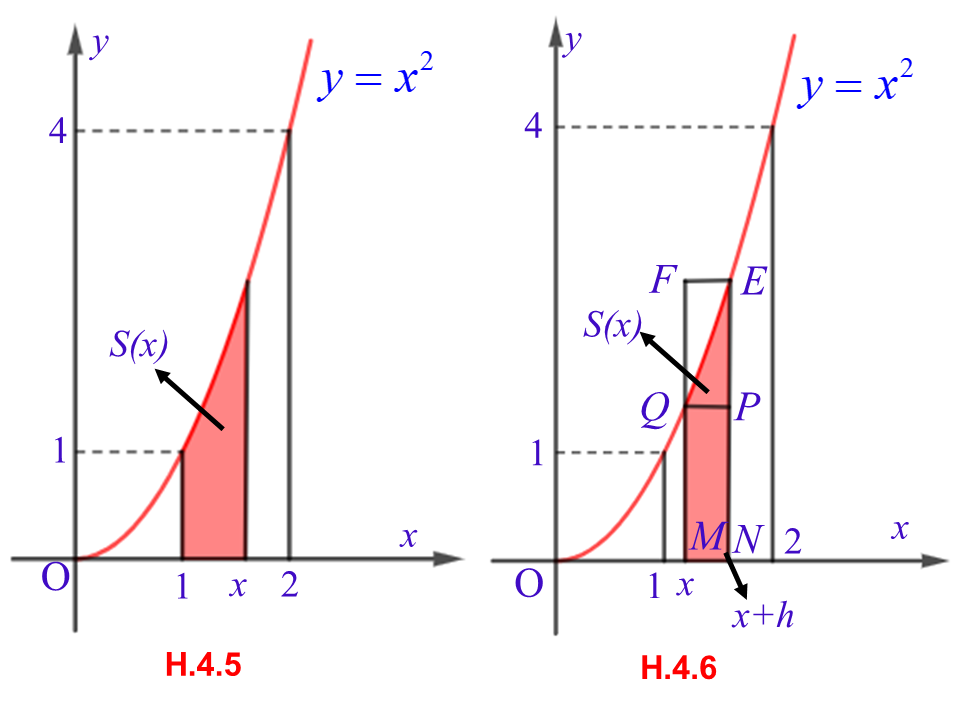 y
y = x²
4
S(x)
1
x
O
1 x 2
H.4.5
y
y = x²
4
F E
S(x)
Q P
1
M N 2
x
O
1 x
x+h
H.4.6